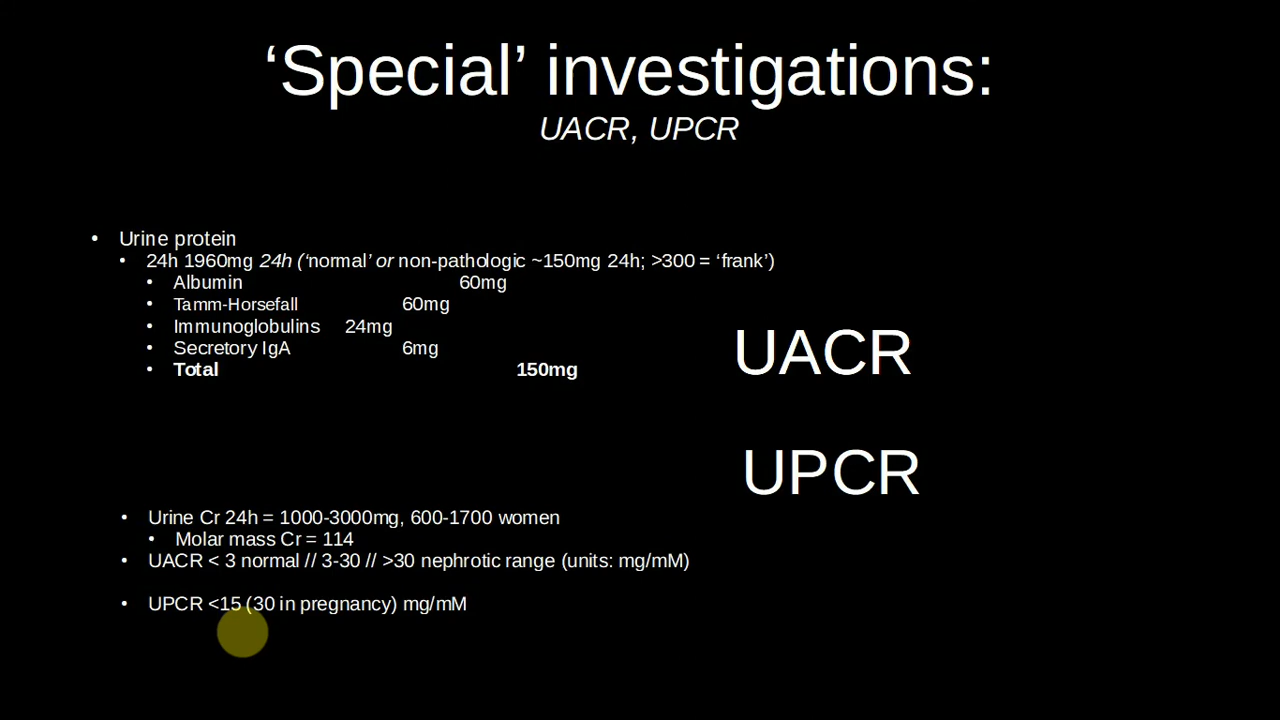 ‘Special’ investigations:
UACR, UPCR
• Urine protein
• 24h 1960mg 24h (‘normal’ or non-pathologic ~150mg 24h; >300 = ‘frank’)
• Albumin 60mg
• Tamm-Horsefall 60mg
• Immunoglobulins 24mg
• Secretory IgA 6mg
• Total 150mg
UACR
UPCR
• Urine Cr 24h = 1000-3000mg, 600-1700 women
• Molar mass Cr = 114
• UACR < 3 normal // 3-30 // >30 nephrotic range (units: mg/mM)
• UPCR <15 (30 in pregnancy) mg/mM